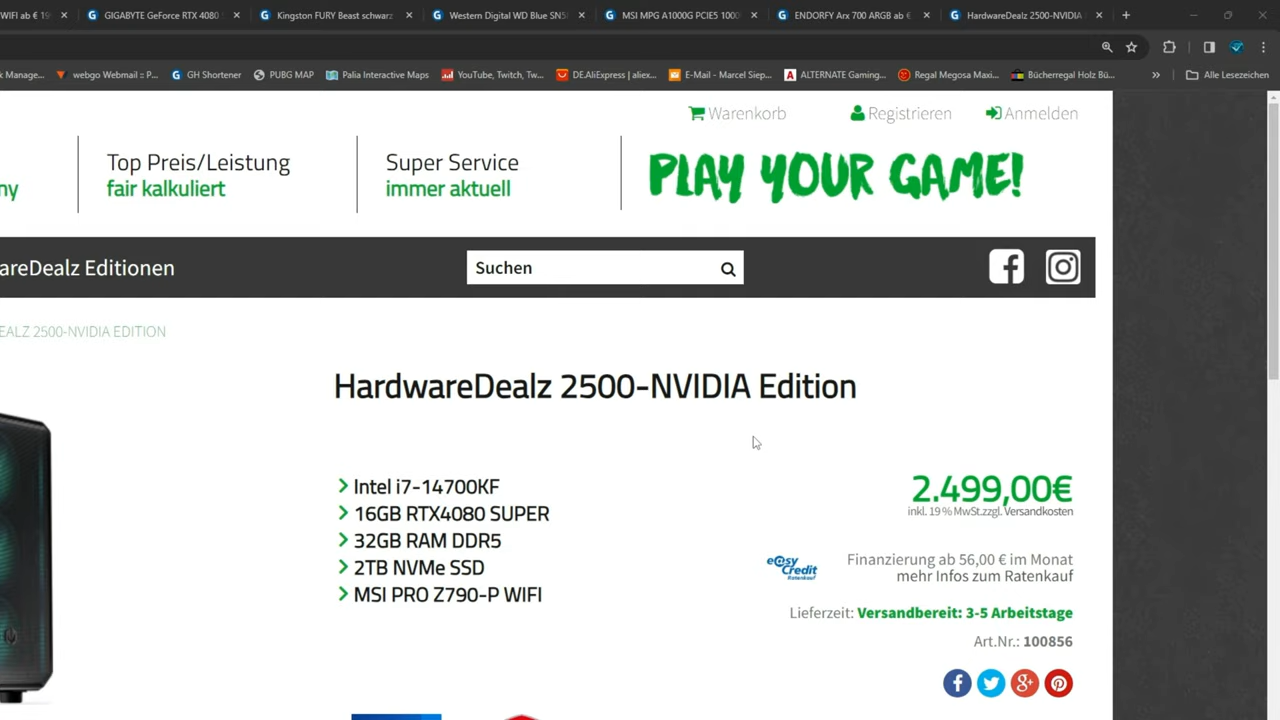 WIFI ab € 19
GIGABYTE GeForce RTX 4080
Kingston FURY Beast schwarz
Western Digital WD Blue SN5
MSI MPG A1000G PCIE5 1000
ENDORFY Arx 700 ARGB ab €
HardwareDealz 2500-NVIDIA
k Manage...
webgo Webmail :: P...
GH Shortener
PUBG MAP
Palia Interactive Maps
YouTube, Twitch, Tw...
DE.AliExpress | aliex...
E-Mail - Marcel Siep...
ALTERNATE Gaming...
Regal Megosa Maxi...
Bücherregal Holz Bü...
»
Alle Lesezeichen
Warenkorb
Registrieren
Anmelden
ny
Top Preis/Leistung
fair kalkuliert
Super Service
immer aktuell
PLAY YOUR GAME!
areDealz Editionen
Suchen
EALZ 2500-NVIDIA EDITION
HardwareDealz 2500-NVIDIA Edition
Intel i7-14700KF
16GB RTX4080 SUPER
32GB RAM DDR5
2TB NVMe SSD
MSI PRO Z790-P WIFI
2.499,00€
inkl. 19 % MwSt.zzgl. Versandkosten
easy Credit
Ratenkauf
Finanzierung ab 56,00 € im Monat
mehr Infos zum Ratenkauf
Lieferzeit: Versandbereit: 3-5 Arbeitstage
Art.Nr.: 100856